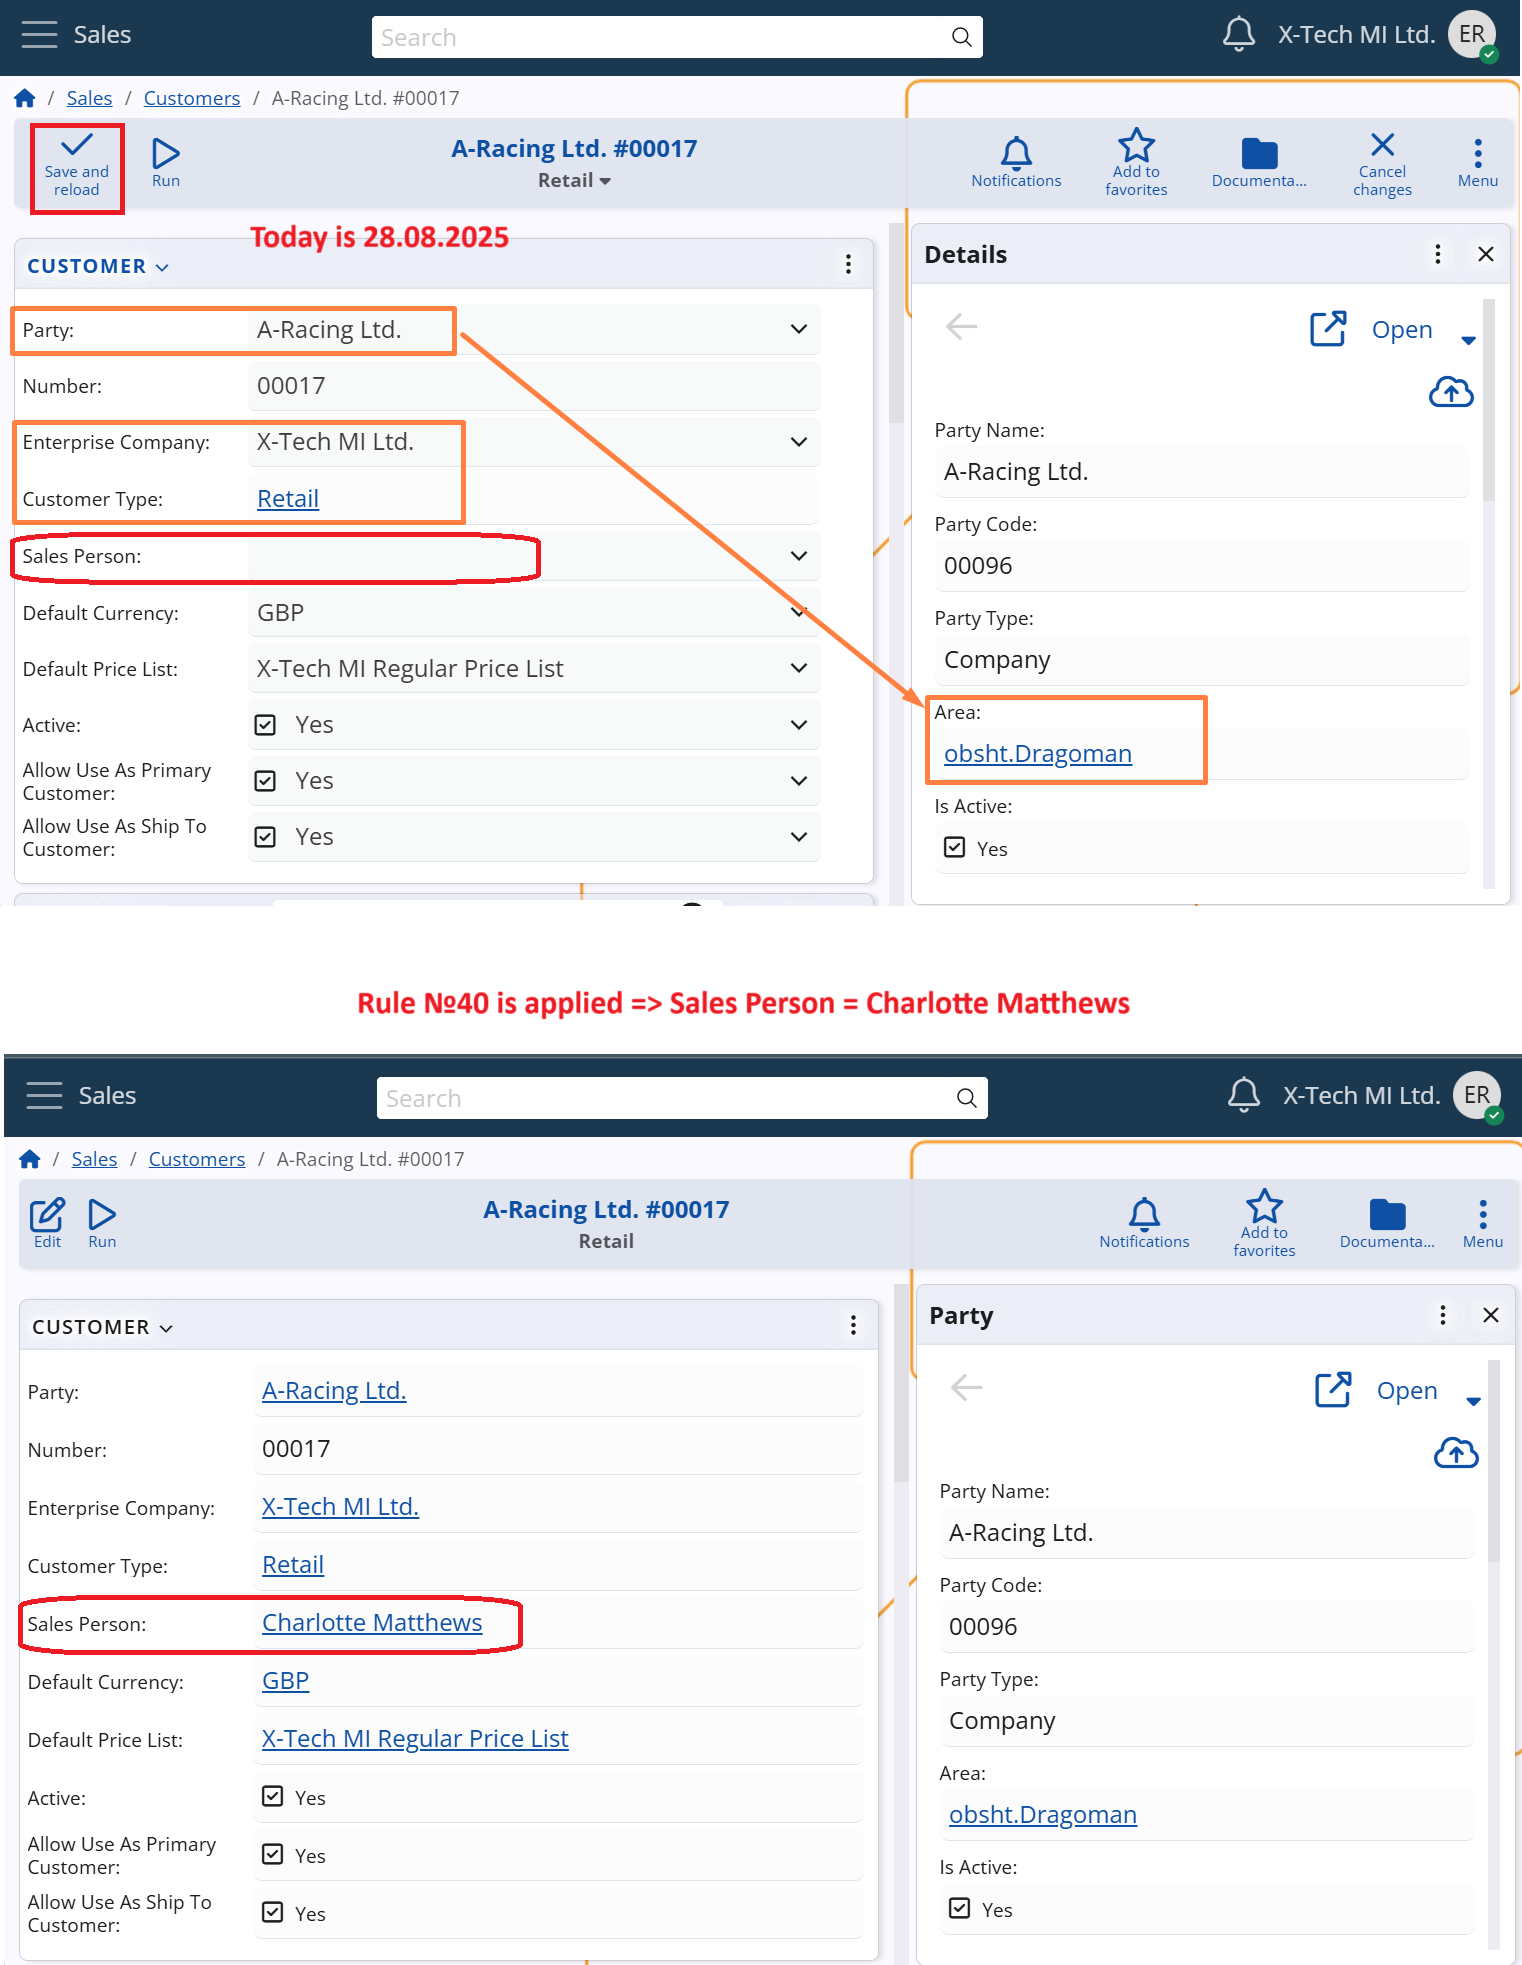 Sales
Search
X-Tech MI Ltd.
ER
/ Sales / Customers / A-Racing Ltd. #00017
Save and
reload
Run
A-Racing Ltd. #00017
Retail
Notifications
Add to
favorites
Documenta...
Cancel
changes
Menu
Today is 28.08.2025
CUSTOMER
Party: A-Racing Ltd.
Number: 00017
Enterprise Company: X-Tech MI Ltd.
Customer Type: Retail
Sales Person:
Default Currency: GBP
Default Price List: X-Tech MI Regular Price List
Active: Yes
Allow Use As Primary
Customer: Yes
Allow Use As Ship To
Customer: Yes
Details
Open
Party Name:
A-Racing Ltd.
Party Code:
00096
Party Type:
Company
Area:
obsht.Dragoman
Is Active:
Yes
Rule №40 is applied => Sales Person = Charlotte Matthews
Sales
Search
X-Tech MI Ltd.
ER
/ Sales / Customers / A-Racing Ltd. #00017
Edit
Run
A-Racing Ltd. #00017
Retail
Notifications
Add to
favorites
Documenta...
Menu
CUSTOMER
Party: A-Racing Ltd.
Number: 00017
Enterprise Company: X-Tech MI Ltd.
Customer Type: Retail
Sales Person: Charlotte Matthews
Default Currency: GBP
Default Price List: X-Tech MI Regular Price List
Active: Yes
Allow Use As Primary
Customer: Yes
Allow Use As Ship To
Customer: Yes
Party
Open
Party Name:
A-Racing Ltd.
Party Code:
00096
Party Type:
Company
Area:
obsht.Dragoman
Is Active:
Yes